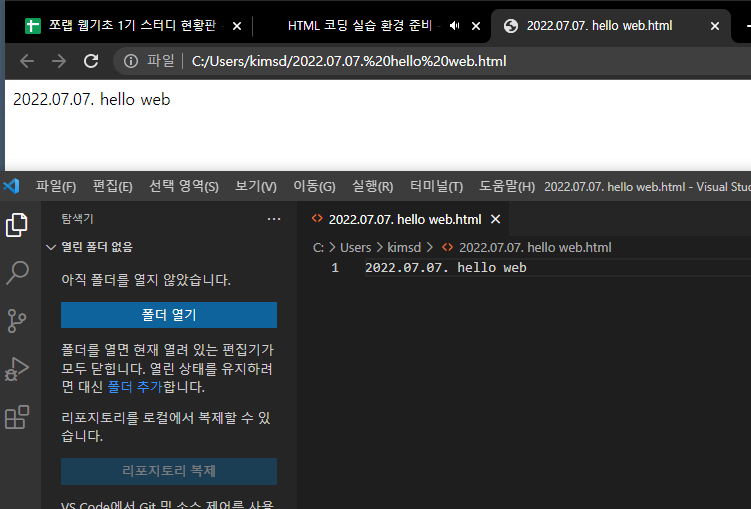 쪼랩 웹기초 1기 스터디 현황판
HTML 코딩 실습 환경 준비 -
2022.07.07. hello web.html
파일 | C:/Users/kimsd/2022.07.07.%20hello%20web.html
2022.07.07. hello web
파일(F) 편집(E) 선택 영역(S) 보기(V) 이동(G) 실행(R) 터미널(T) 도움말(H) 2022.07.07. hello web.html - Visual Stud
탐색기 ···
2022.07.07. hello web.html
열린 폴더 없음
C: > Users > kimsd > 2022.07.07. hello web.html
1 2022.07.07. hello web
아직 폴더를 열지 않았습니다.
폴더 열기
폴더를 열면 현재 열려 있는 편집기가
모두 닫힙니다. 열린 상태를 유지하려
면 대신 폴더 추가합니다.
리포지토리를 로컬에서 복제할 수 있
습니다.
리포지토리 복제
VS Code에서 Git 및 소스 제어를 사용